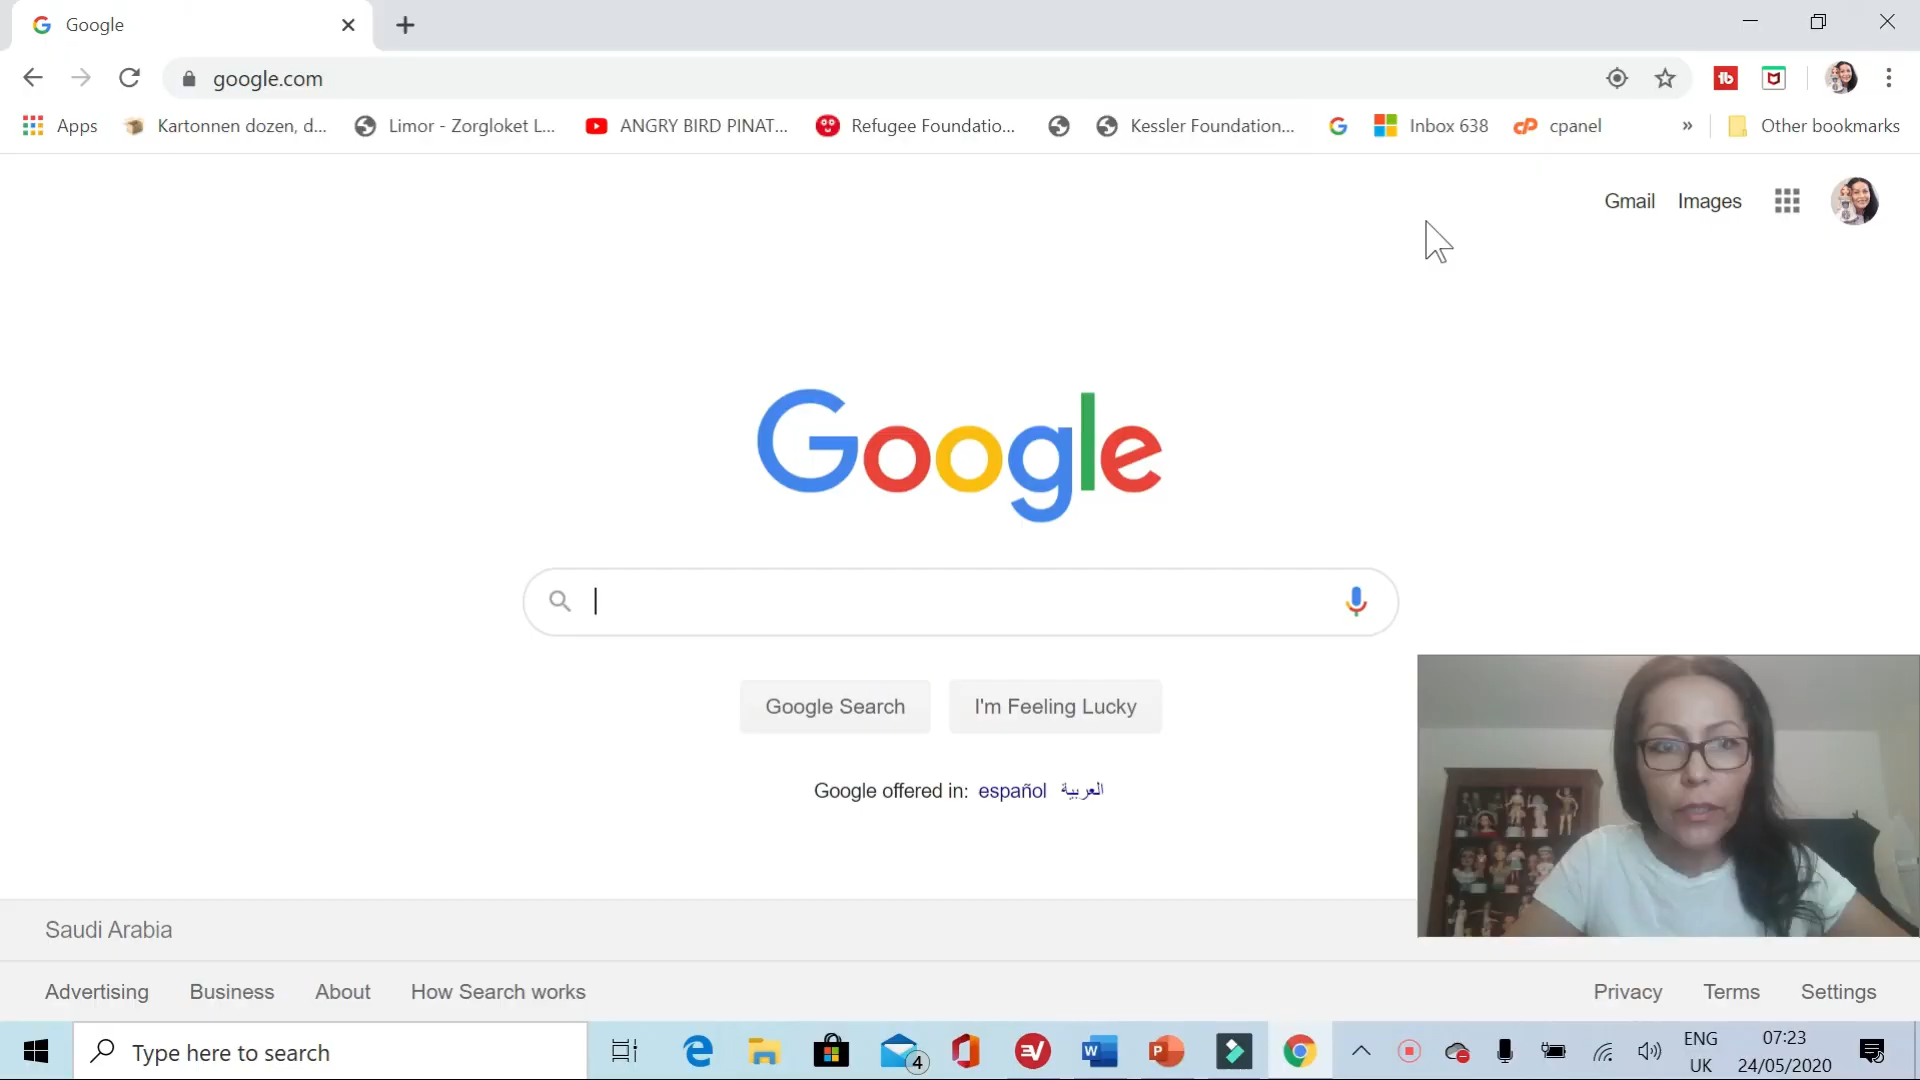 Google
google.com
Apps Kartonnen dozen, d... Limor - Zorgloket L... ANGRY BIRD PINAT... Refugee Foundatio... Kessler Foundation... Inbox 638 cpanel » Other bookmarks
Gmail Images
Google
Google Search I'm Feeling Lucky
Google offered in: español العربية
Saudi Arabia
Advertising Business About How Search works Privacy Terms Settings
Type here to search 4 ENG 07:23
UK 24/05/2020